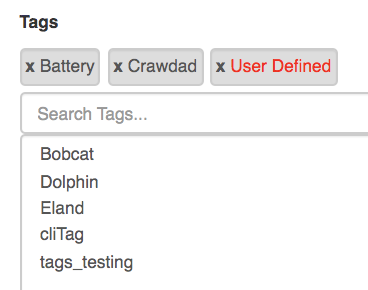 Tags
x Battery x Crawdad x User Defined
Search Tags...
Bobcat
Dolphin
Eland
cliTag
tags_testing